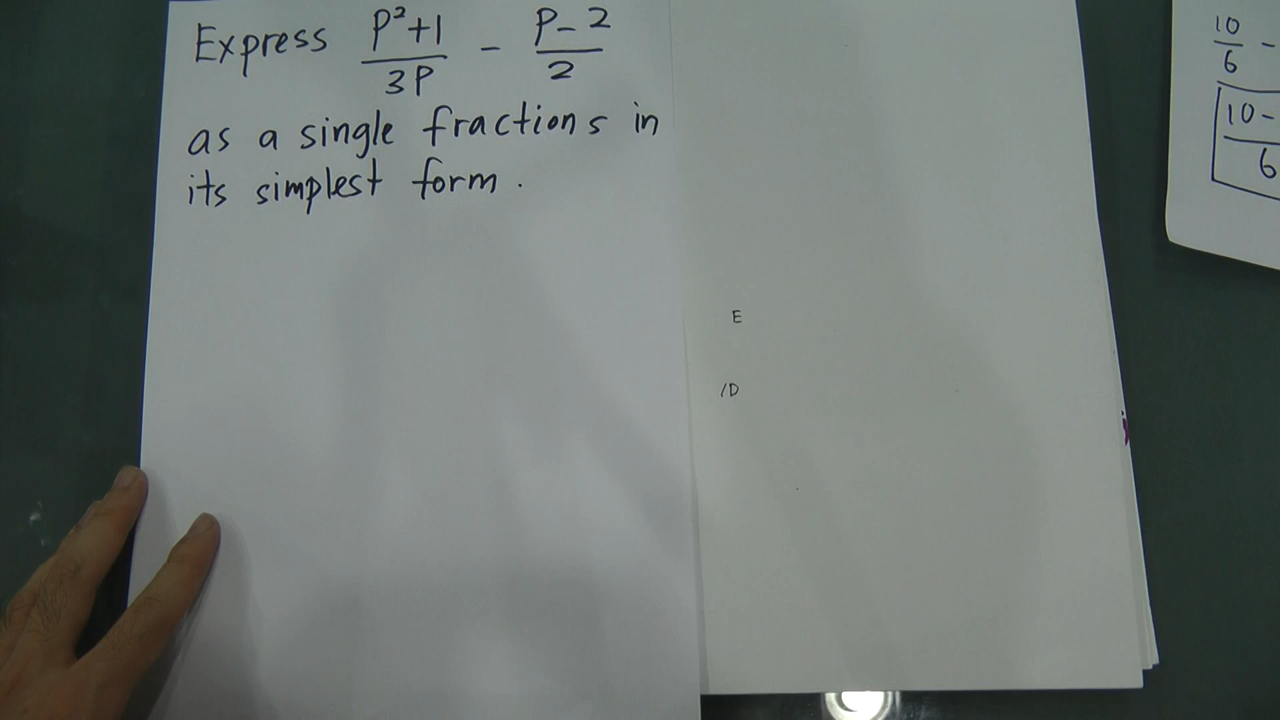 Express p²+1/3p - p-2/2
as a single fractions in
its simplest form.
E
/D
10/6 -
10-/6